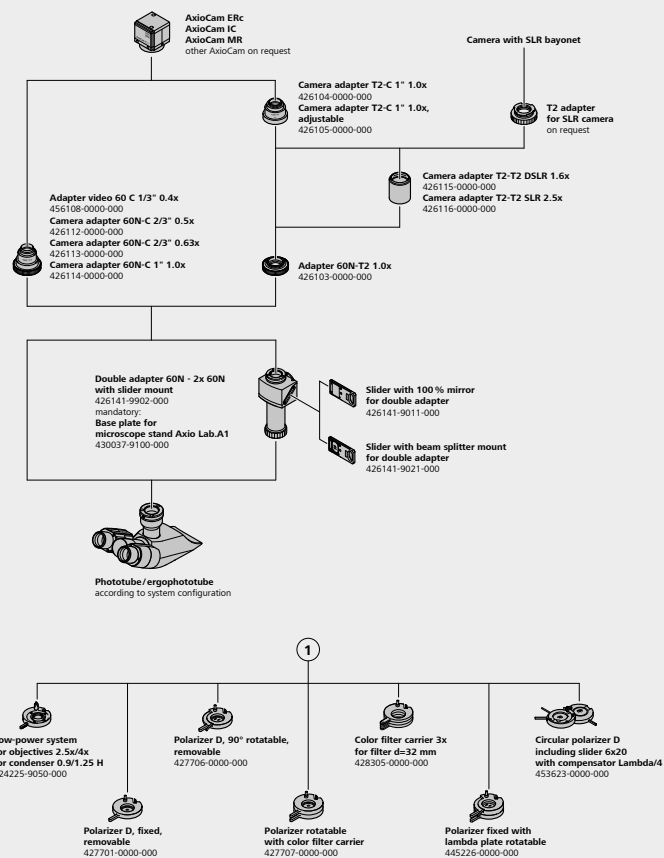 AxioCam ERc
AxioCam IC
AxioCam MR
other AxioCam on request
Camera with SLR bayonet
Camera adapter T2-C 1" 1.0x
426104-0000-000
Camera adapter T2-C 1" 1.0x,
adjustable
426105-0000-000
T2 adapter
for SLR camera
on request
Camera adapter T2-T2 DSLR 1.6x
426115-0000-000
Camera adapter T2-T2 SLR 2.5x
426116-0000-000
Adapter video 60 C 1/3" 0.4x
456108-0000-000
Camera adapter 60N-C 2/3" 0.5x
426112-0000-000
Camera adapter 60N-C 2/3" 0.63x
426113-0000-000
Camera adapter 60N-C 1" 1.0x
426114-0000-000
Adapter 60N-T2 1.0x
426103-0000-000
Double adapter 60N - 2x 60N
with slider mount
426141-9902-000
mandatory:
Base plate for
microscope stand Axio Lab.A1
430037-9100-000
Slider with 100 % mirror
for double adapter
426141-9011-000
Slider with beam splitter mount
for double adapter
426141-9021-000
Phototube/ergophototube
according to system configuration
1
ow-power system
or objectives 2.5x/4x
or condenser 0.9/1.25 H
24225-9050-000
Polarizer D, 90° rotatable,
removable
427706-0000-000
Color filter carrier 3x
for filter d=32 mm
428305-0000-000
Circular polarizer D
including slider 6x20
with compensator Lambda/4
453623-0000-000
Polarizer D, fixed,
removable
427701-0000-000
Polarizer rotatable
with color filter carrier
427707-0000-000
Polarizer fixed with
lambda plate rotatable
445226-0000-000